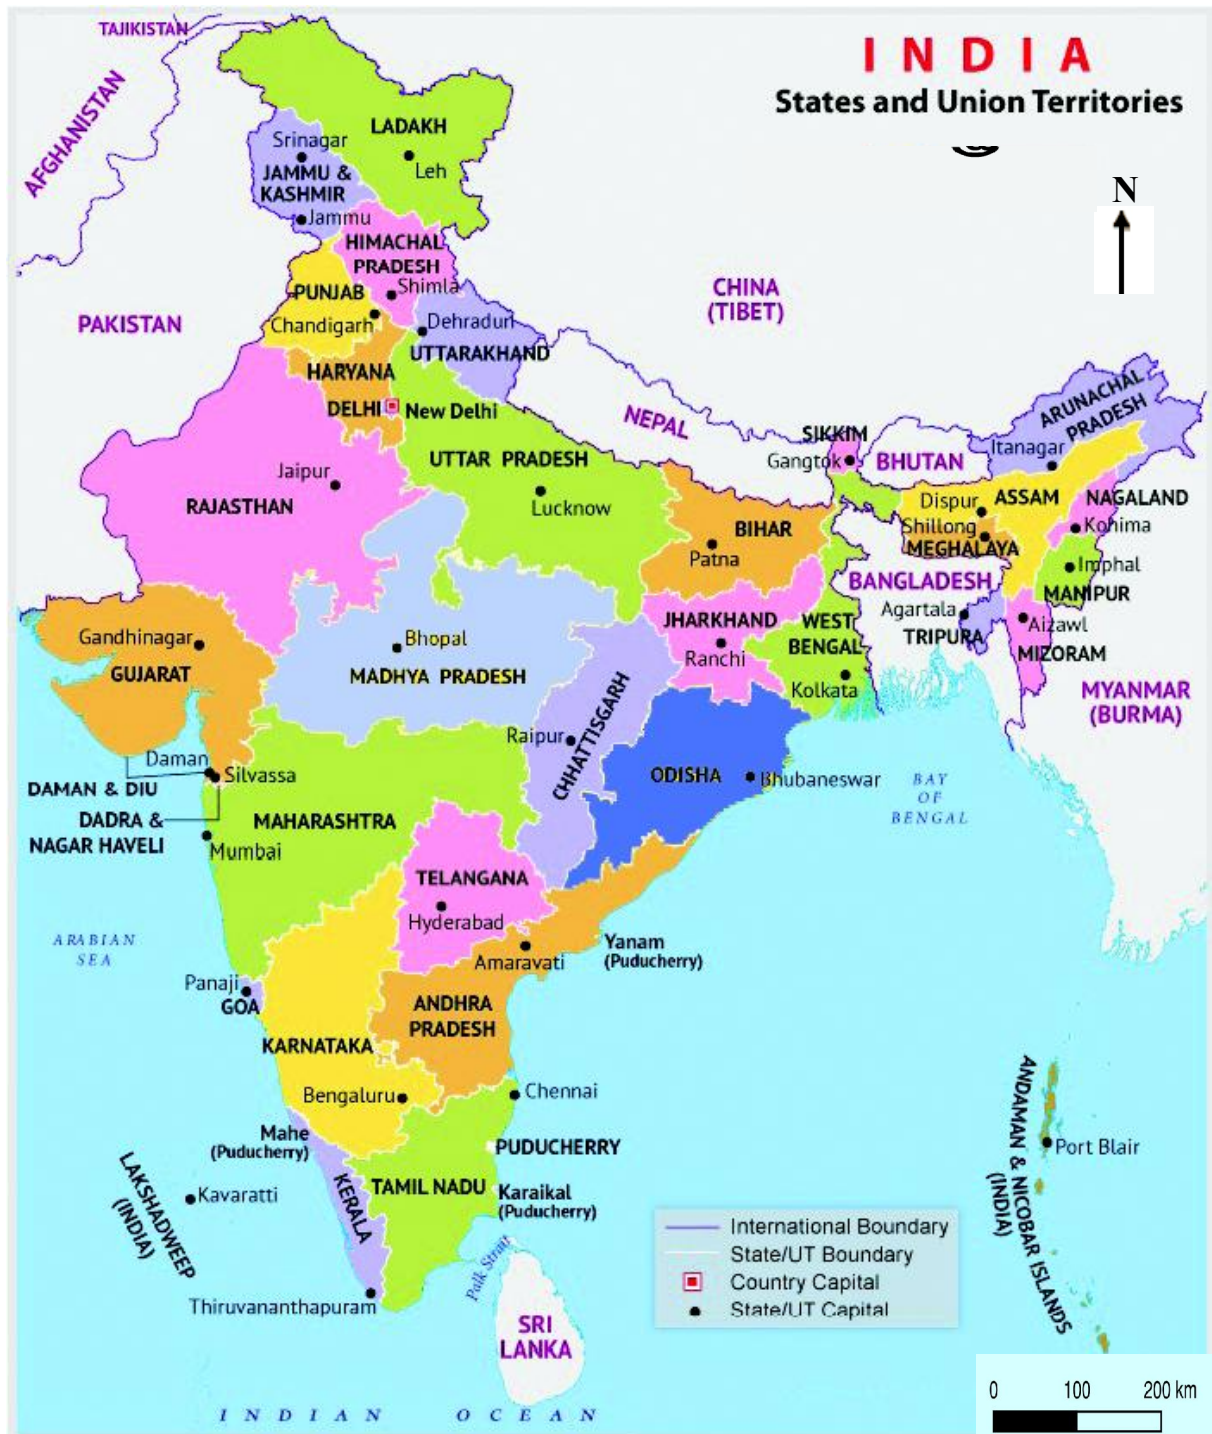 INDIA
States and Union Territories
N
TAJIKISTAN
AFGHANISTAN
LADAKH
Srinagar
Leh
JAMMU &
KASHMIR
Jammu
HIMACHAL
PRADESH
Shimla
PUNJAB
Chandigarh
CHINA
(TIBET)
PAKISTAN
Dehradun
UTTARAKHAND
HARYANA
DELHI
New Delhi
NEPAL
ARUNACHAL
PRADESH
SIKKIM
Gangtok
BHUTAN
Itanagar
UTTAR PRADESH
Jaipur
RAJASTHAN
Lucknow
BIHAR
Patna
Dispur
ASSAM
NAGALAND
Shillong
Kohima
MEGHALAYA
Imphal
BANGLADESH
MANIPUR
Agartala
Aizawl
TRIPURA
MIZORAM
JHARKHAND
Ranchi
WEST
BENGAL
Kolkata
MYANMAR
(BURMA)
Gandhinagar
GUJARAT
Bhopal
MADHYA PRADESH
CHHATTISGARH
Raipur
ODISHA
Bhubaneswar
BAY
OF
BENGAL
Daman
Silvassa
DAMAN & DIU
DADRA &
NAGAR HAVELI
MAHARASHTRA
Mumbai
TELANGANA
Hyderabad
ARABIAN
SEA
Amaravati
Yanam
(Puducherry)
Panaji
GOA
ANDHRA
PRADESH
KARNATAKA
Bengaluru
Chennai
Mahe
(Puducherry)
PUDUCHERRY
LAKSHADWEEP
(INDIA)
Kavaratti
KERALA
TAMIL NADU
Karaikal
(Puducherry)
ANDAMAN & NICOBAR ISLANDS
(INDIA)
Port Blair
Thiruvananthapuram
Palk Strait
SRI
LANKA
International Boundary
State/UT Boundary
Country Capital
State/UT Capital
INDIAN OCEAN
0 100 200 km